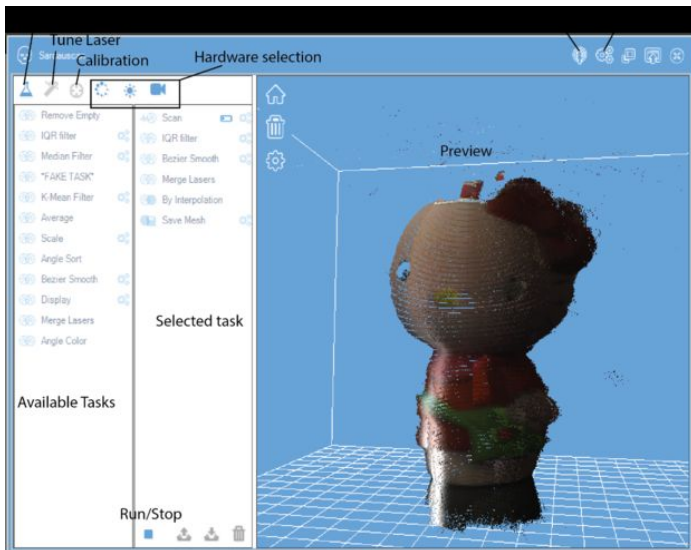 Tune Laser
Sardauscan
Calibration
Hardware selection
Remove Empty
IQR filter
Median Filter
"FAKE TASK"
K-Mean Filter
Average
Scale
Angle Sort
Bezier Smooth
Display
Merge Lasers
Angle Color
Available Tasks
Scan
IQR filter
Bezier Smooth
Merge Lasers
By Interpolation
Save Mesh
Selected task
Run/Stop
Preview